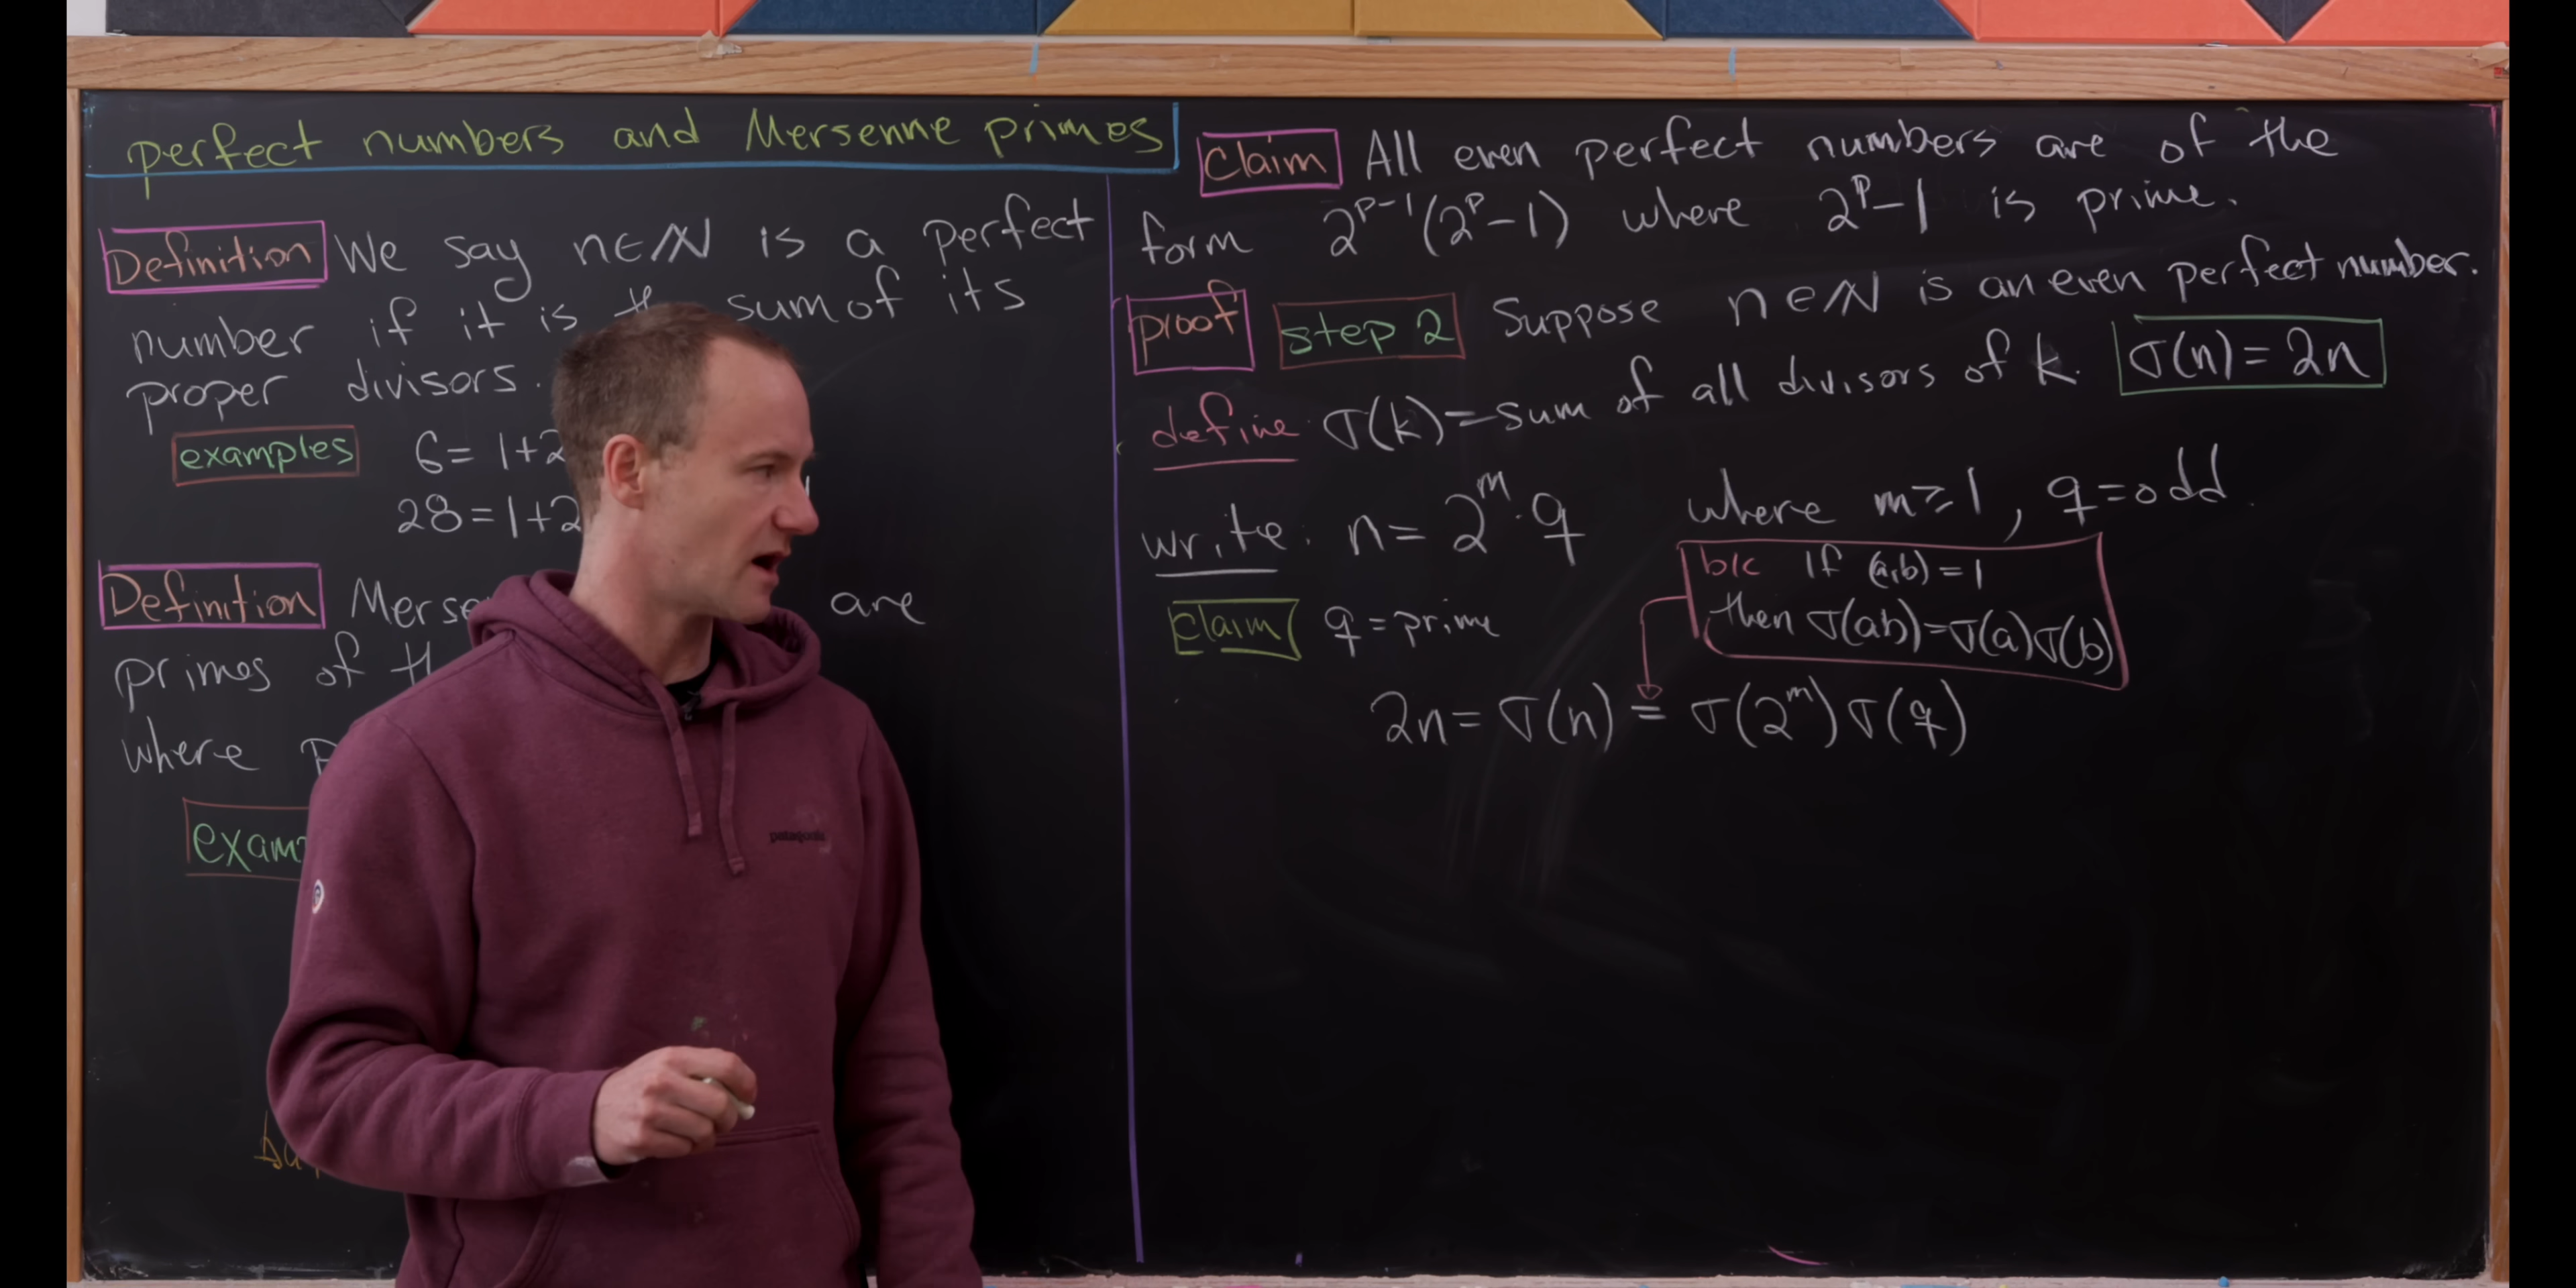 perfect numbers and Mersenne primes
Definition We say n∈ℕ is a perfect
number if it is sum of its
proper divisors.
examples 6 = 1+2
28 = 1+2
Definition are
primes of
where
Claim All even perfect numbers are of the
form 2^{p-1}(2^p-1) where 2^p-1 is prime.
proof step 2 Suppose n∈ℕ is an even perfect number.
define σ(k)=sum of all divisors of k. σ(n) = 2n
write: n = 2^m·q where m≥1, q=odd.
b/c If (a,b) = 1
claim q = prime
then σ(ab)=σ(a)σ(b)
2n = σ(n) = σ(2^m)σ(q)
patagonia